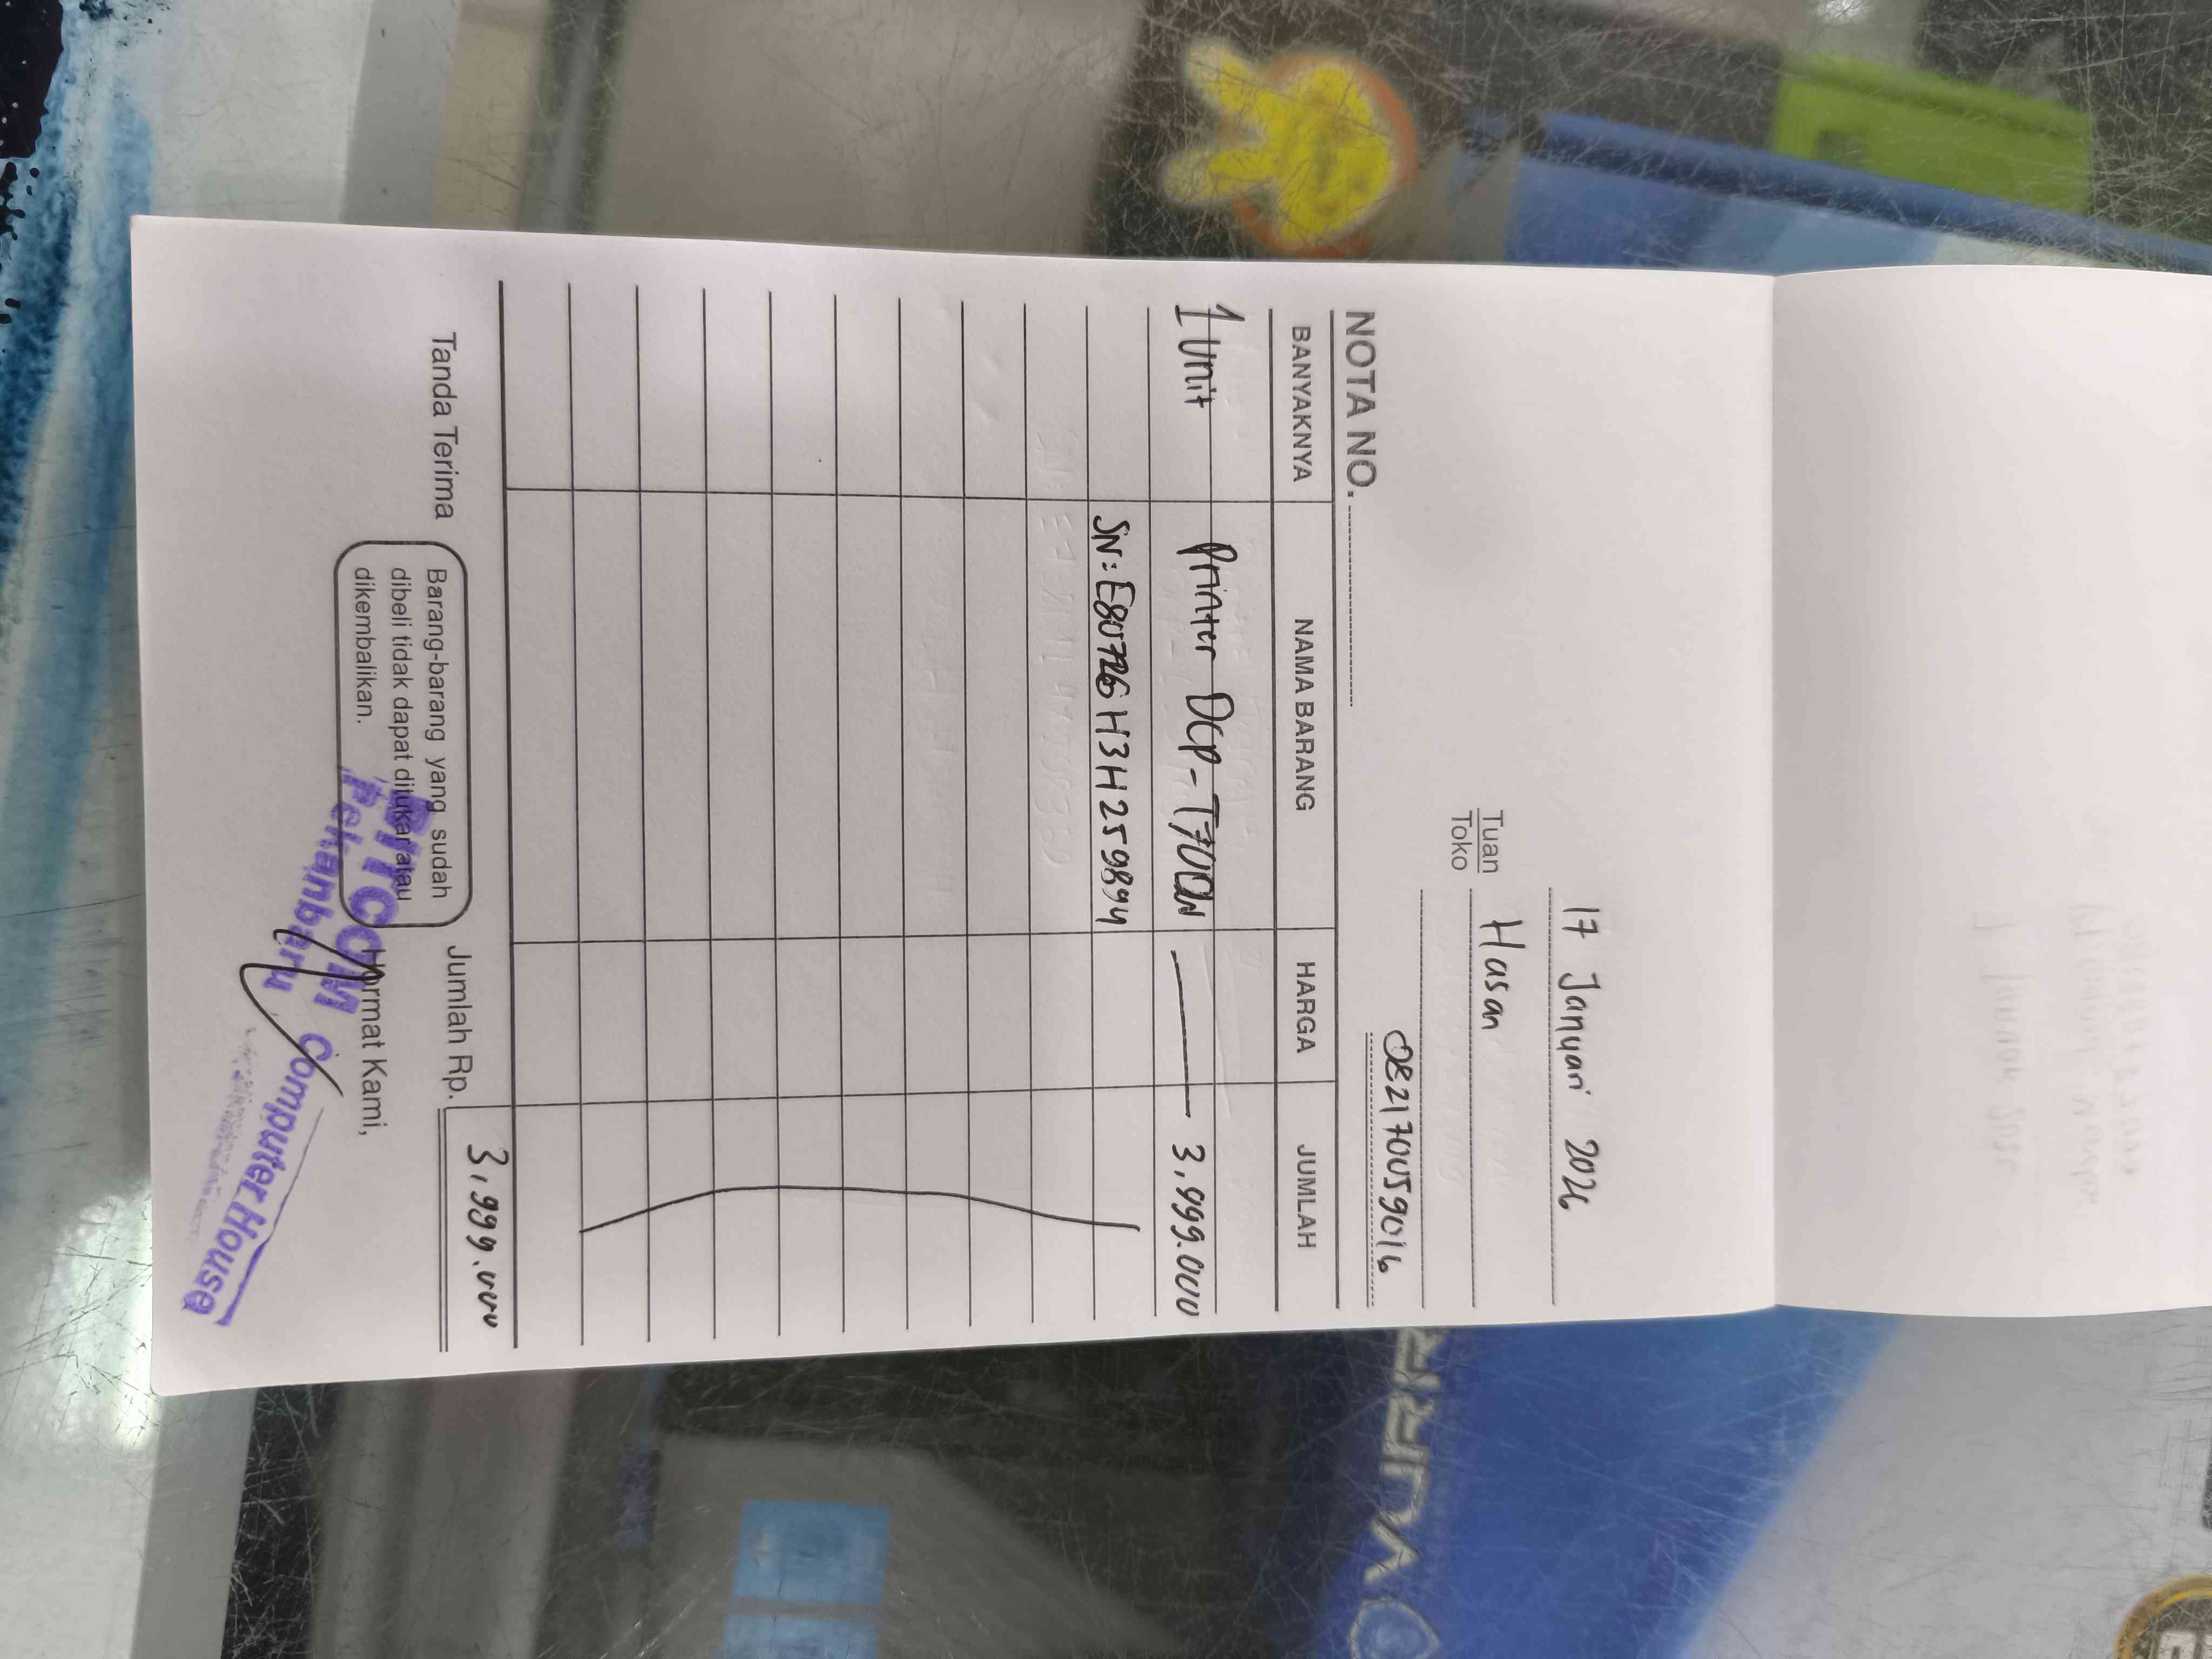 17 Januari 2026
Tuan
Toko
Hasan
082170059016
NOTA NO.
BANYAKNYA NAMA BARANG HARGA JUMLAH
1 Unit Printer DCP-T700W 3,999.000
SN: E80726H3H259894
Jumlah Rp. 3,999.000
Tanda Terima
Barang-barang yang sudah
dibeli tidak dapat ditukar atau
dikembalikan.
Hormat Kami,
Computer House
Pekanbaru